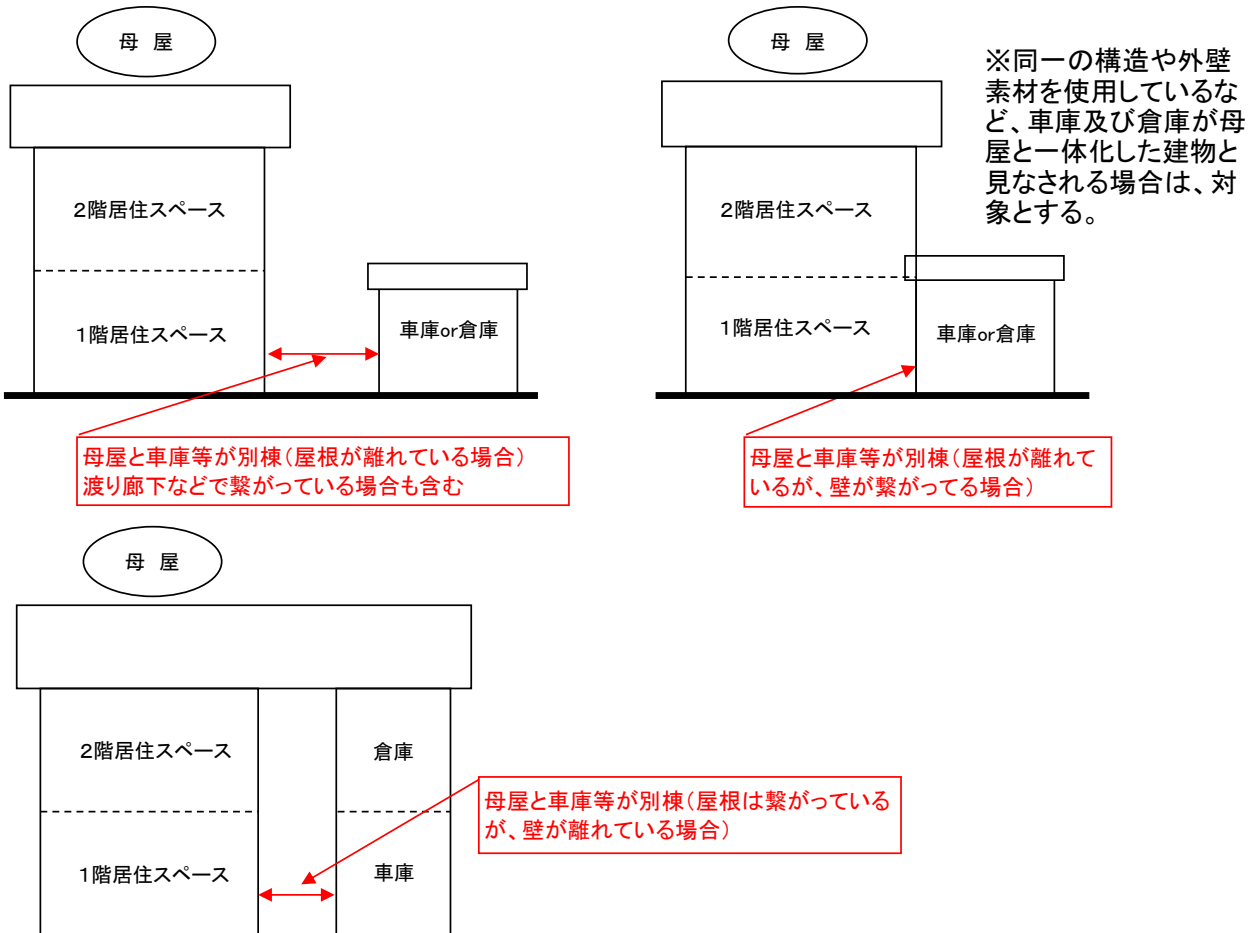 母 屋
2階居住スペース
1階居住スペース
車庫or倉庫
母屋と車庫等が別棟(屋根が離れている場合)
渡り廊下などで繋がっている場合も含む
母 屋
※同一の構造や外壁
素材を使用しているな
ど、車庫及び倉庫が母
屋と一体化した建物と
見なされる場合は、対
象とする。
2階居住スペース
1階居住スペース
車庫or倉庫
母屋と車庫等が別棟(屋根が離れて
いるが、壁が繋がってる場合)
母 屋
2階居住スペース
倉庫
1階居住スペース
車庫
母屋と車庫等が別棟(屋根は繋がっている
が、壁が離れている場合)